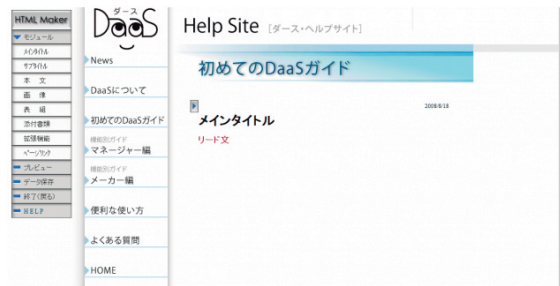 HTML Maker
モジュール
メインタイトル
サブタイトル
本 文
画 像
表 組
添付書類
拡張機能
ページリンク
プレビュー
データ保存
終了(戻る)
HELP
ダース
DaaS
News
DaaSについて
初めてのDaaSガイド
機能別ガイド
マネージャー編
機能別ガイド
メーカー編
便利な使い方
よくある質問
HOME
Help Site [ダース・ヘルプサイト]
初めてのDaaSガイド
2008/6/18
メインタイトル
リード文